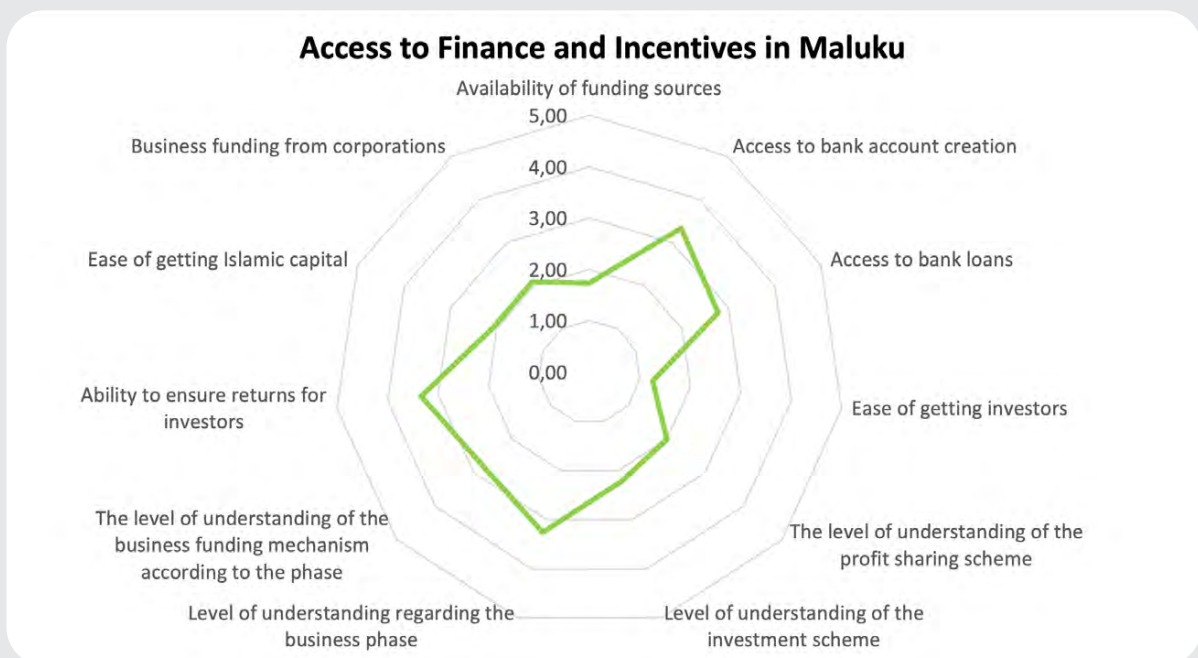 Access to Finance and Incentives in Maluku
Availability of funding sources
5,00
Business funding from corporations
Access to bank account creation
4,00
3,00
Ease of getting Islamic capital
Access to bank loans
2,00
1,00
0,00
Ability to ensure returns for
investors
Ease of getting investors
The level of understanding of the
business funding mechanism
according to the phase
The level of understanding of the
profit sharing scheme
Level of understanding regarding the
business phase
Level of understanding of the
investment scheme